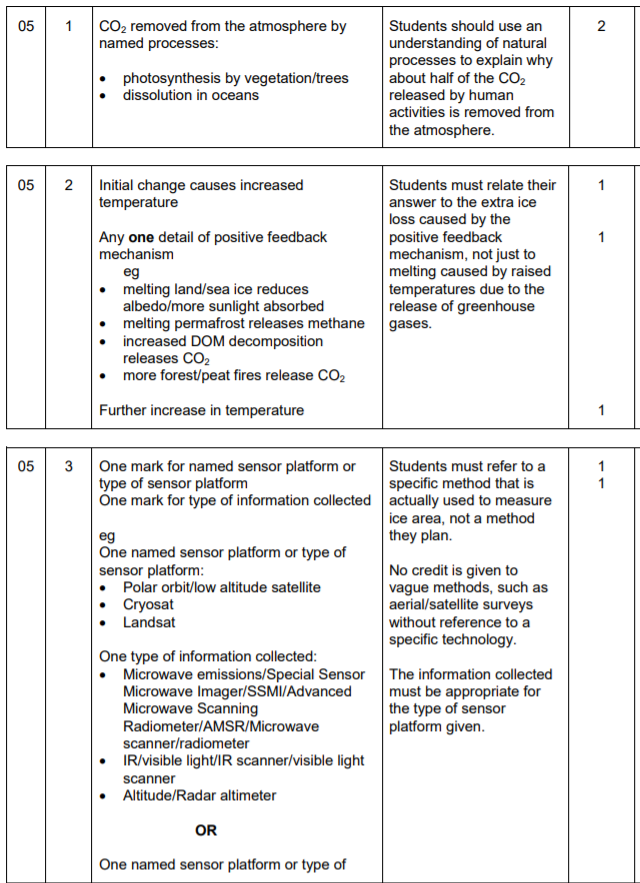 05 1 CO₂ removed from the atmosphere by Students should use an 2
named processes: understanding of natural
processes to explain why
• photosynthesis by vegetation/trees about half of the CO₂
• dissolution in oceans released by human
activities is removed from
the atmosphere.
05 2 Initial change causes increased Students must relate their 1
temperature answer to the extra ice
loss caused by the
Any one detail of positive feedback positive feedback 1
mechanism mechanism, not just to
eg melting caused by raised
• melting land/sea ice reduces temperatures due to the
albedo/more sunlight absorbed release of greenhouse
• melting permafrost releases methane gases.
• increased DOM decomposition
releases CO₂
• more forest/peat fires release CO₂
Further increase in temperature 1
05 3 One mark for named sensor platform or Students must refer to a 1
type of sensor platform specific method that is 1
One mark for type of information collected actually used to measure
ice area, not a method
eg they plan.
One named sensor platform or type of
sensor platform: No credit is given to
• Polar orbit/low altitude satellite vague methods, such as
• Cryosat aerial/satellite surveys
• Landsat without reference to a
specific technology.
One type of information collected:
• Microwave emissions/Special Sensor The information collected
Microwave Imager/SSMI/Advanced must be appropriate for
Microwave Scanning the type of sensor
Radiometer/AMSR/Microwave platform given.
scanner/radiometer
• IR/visible light/IR scanner/visible light
scanner
• Altitude/Radar altimeter
OR
One named sensor platform or type of